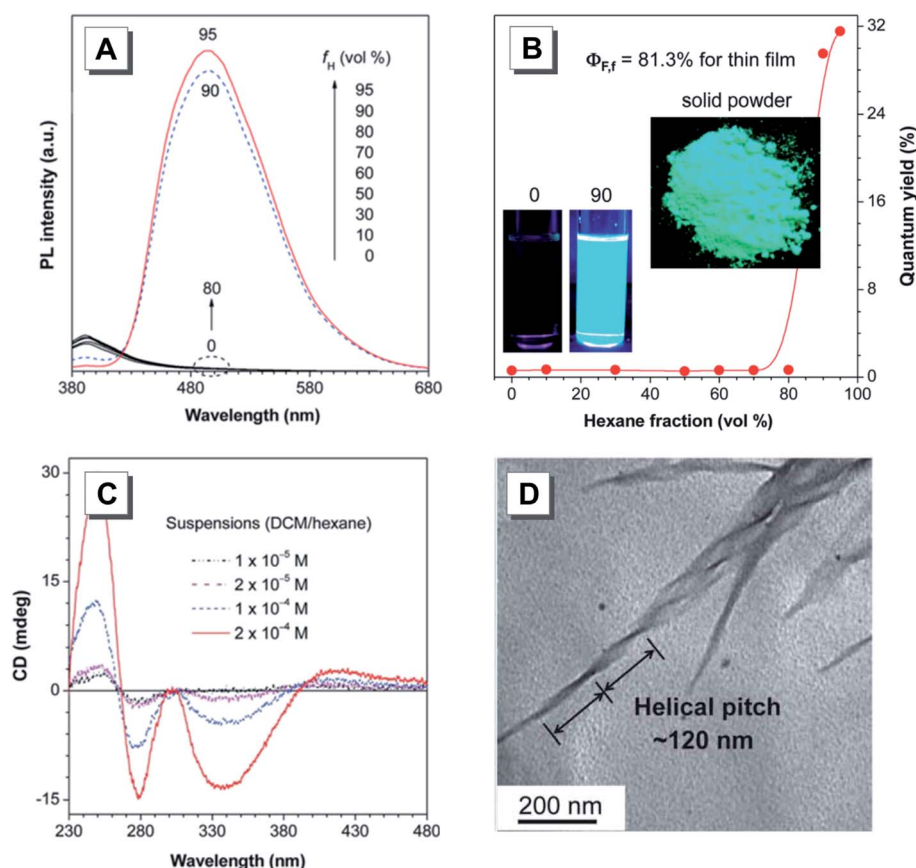 A
95
90
f_H (vol %)
95
90
80
70
60
50
30
10
0
80
0
PL intensity (a.u.)
380 480 580 680
Wavelength (nm)
B
Φ_F,f = 81.3% for thin film
solid powder
0 90
32
24
16
8
0
Quantum yield (%)
0 20 40 60 80 100
Hexane fraction (vol %)
C
30
15
0
-15
CD (mdeg)
Suspensions (DCM/hexane)
1 x 10⁻⁵ M
2 x 10⁻⁵ M
1 x 10⁻⁴ M
2 x 10⁻⁴ M
230 280 330 380 430 480
Wavelength (nm)
D
Helical pitch
~120 nm
200 nm